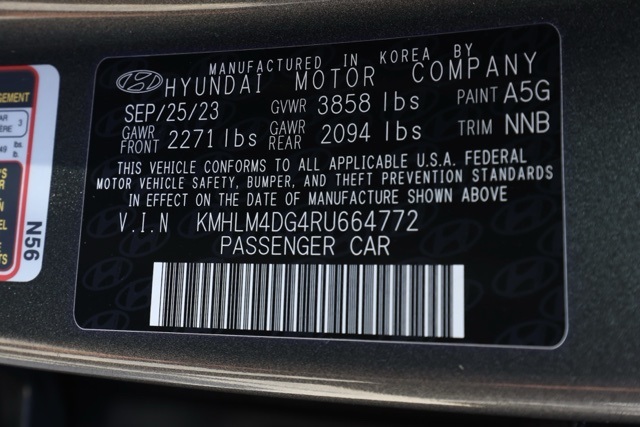 MANUFACTURED IN KOREA BY
HYUNDAI MOTOR COMPANY
SEP/25/23 GVWR 3858 lbs PAINT A5G
GAWR FRONT 2271 lbs GAWR REAR 2094 lbs TRIM NNB
THIS VEHICLE CONFORMS TO ALL APPLICABLE U.S.A. FEDERAL
MOTOR VEHICLE SAFETY, BUMPER, AND THEFT PREVENTION STANDARDS
IN EFFECT ON THE DATE OF MANUFACTURE SHOWN ABOVE
V.I.N KMHLM4DG4RU664772
PASSENGER CAR
N56